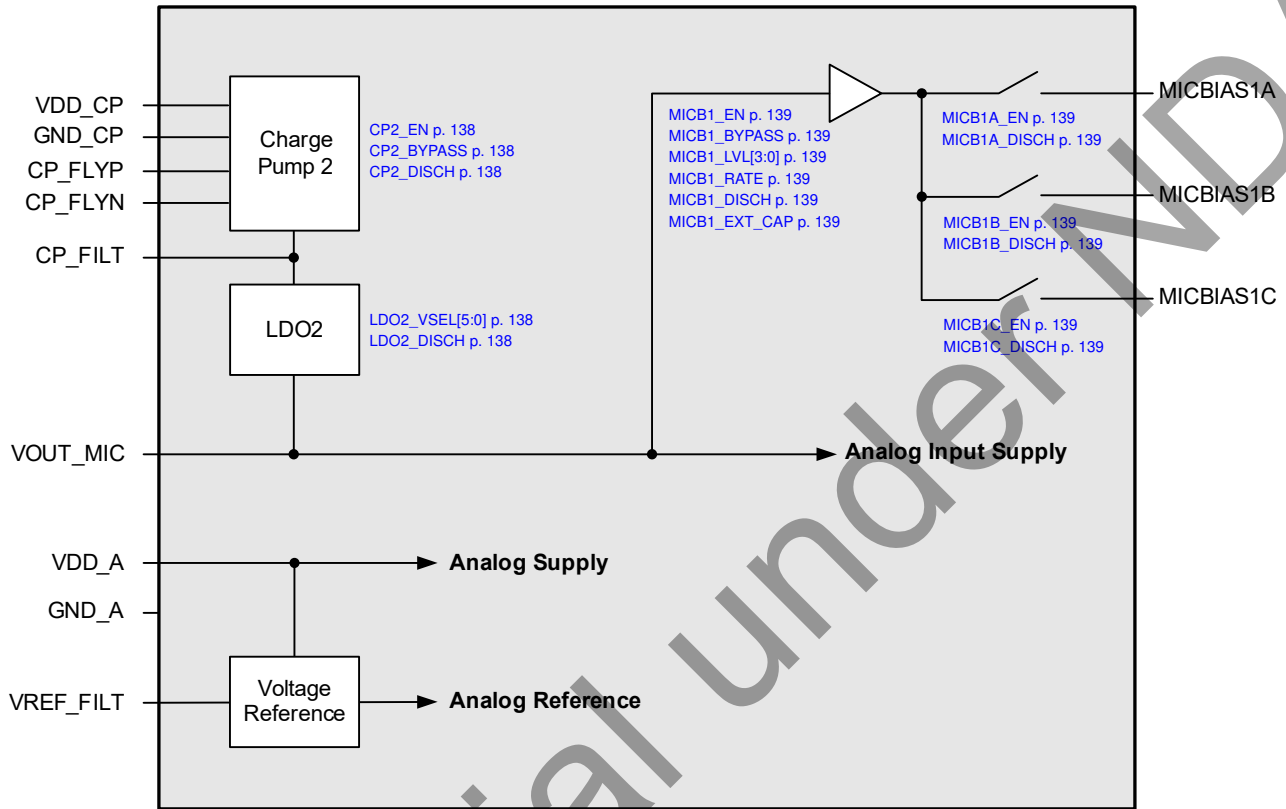 VDD_CP
GND_CP
CP_FLYP
CP_FLYN
CP_FILT
VOUT_MIC
VDD_A
GND_A
VREF_FILT
Charge
Pump 2
CP2_EN p. 138
CP2_BYPASS p. 138
CP2_DISCH p. 138
LDO2
LDO2_VSEL[5:0] p. 138
LDO2_DISCH p. 138
MICB1_EN p. 139
MICB1_BYPASS p. 139
MICB1_LVL[3:0] p. 139
MICB1_RATE p. 139
MICB1_DISCH p. 139
MICB1_EXT_CAP p. 139
MICB1A_EN p. 139
MICB1A_DISCH p. 139
MICB1B_EN p. 139
MICB1B_DISCH p. 139
MICB1C_EN p. 139
MICB1C_DISCH p. 139
MICBIAS1A
MICBIAS1B
MICBIAS1C
Analog Input Supply
Analog Supply
Voltage
Reference
Analog Reference
under